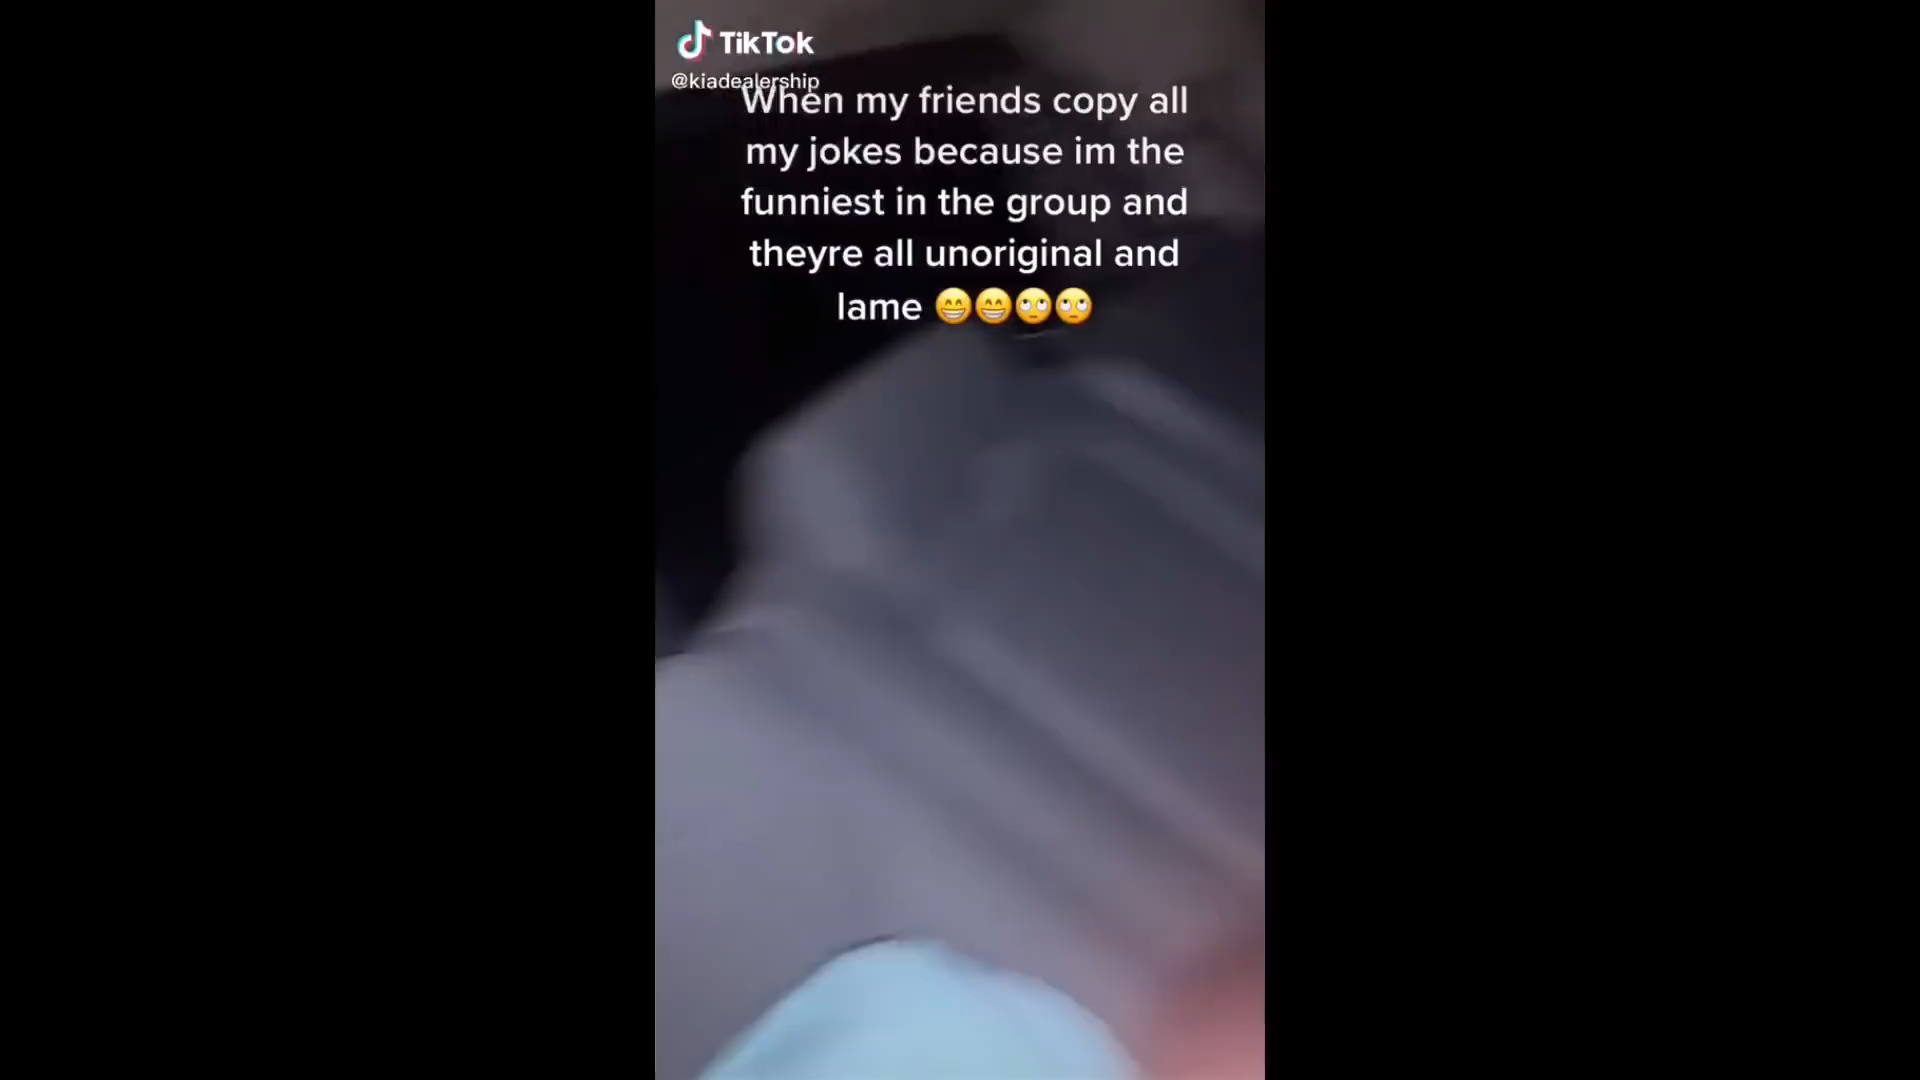 TikTok
@kiadealership
When my friends copy all
my jokes because im the
funniest in the group and
theyre all unoriginal and
lame 😁😁🙄🙄